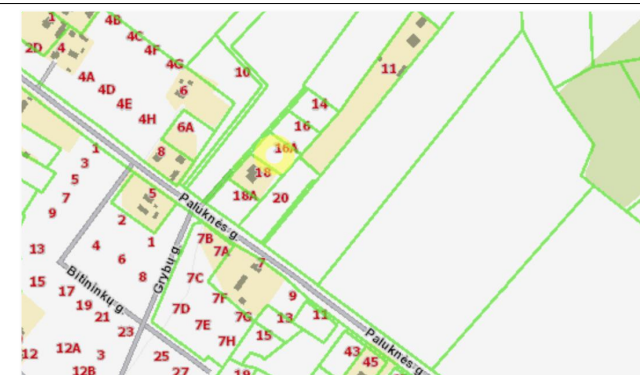 1
4B
4C
4F
4G
2D
4
4A
4D
4E
4H
6
6A
8
10
11
14
16
16A
18
18A
20
1
3
5
7
9
5
2
1
4
6
8
Paluknės g.
Grybų g.
Bitininkų g.
7B
7A
7
7C
7F
7D
7G
7E
7H
9
13
11
15
13
15
17
19
21
23
12
12A
3
12B
25
27
19
43
45
Paluknės g.